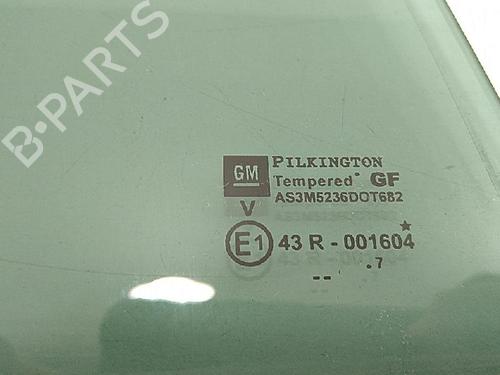 B-PARTS
GM PILKINGTON
Tempered GF
AS3M5236DOT682
V
E1 43 R - 001604
-- .7